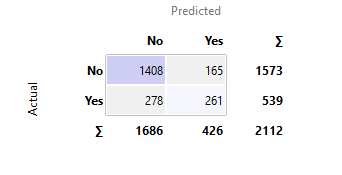 Predicted
No Yes ∑
No 1408 165 1573
Actual
Yes 278 261 539
∑ 1686 426 2112